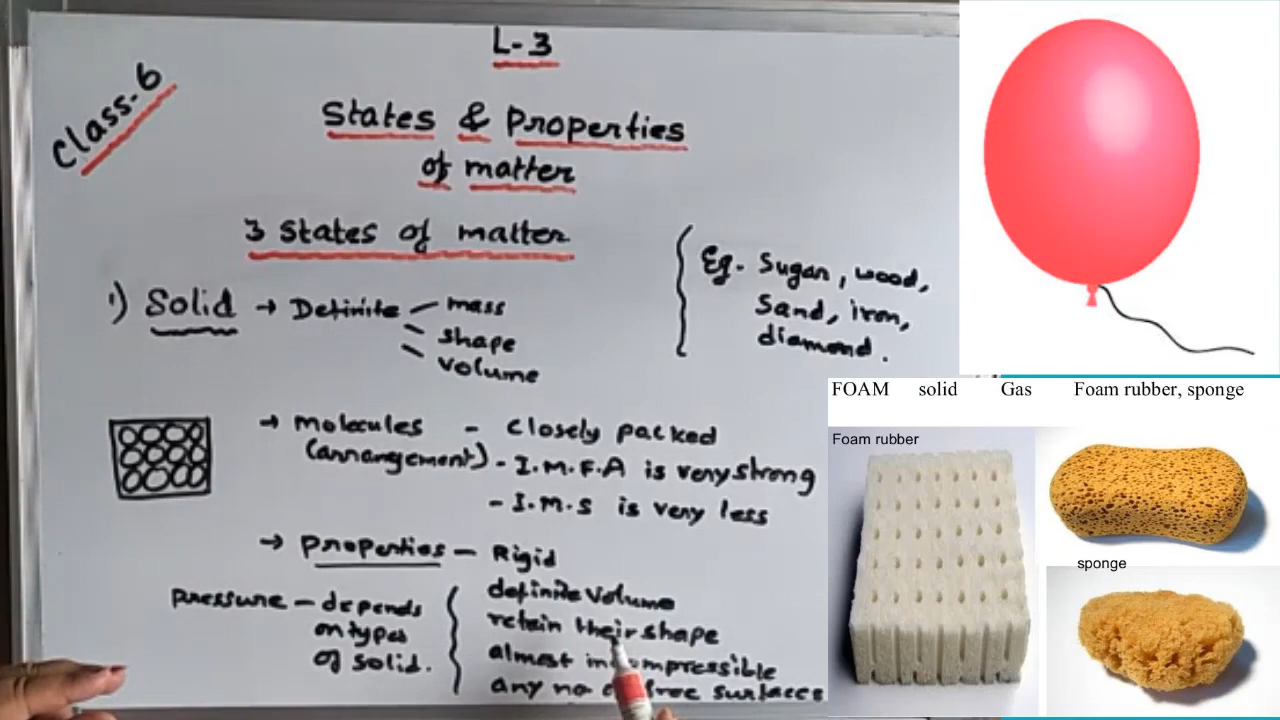 L-3
Class-6
States & Properties
of matter
3 States of matter
1) Solid → Definite - mass
- shape
- volume
Eg. Sugar, wood,
Sand, iron,
diamond.
→ molecules - closely packed
(arrangement) - I.M.F.A is very strong
- I.M.S is very less
→ properties - Rigid
definite volume
retain their shape
almost incompressible
any no of free surfaces
pressure - depends
on types
of solid.
FOAM solid Gas Foam rubber, sponge
Foam rubber
sponge